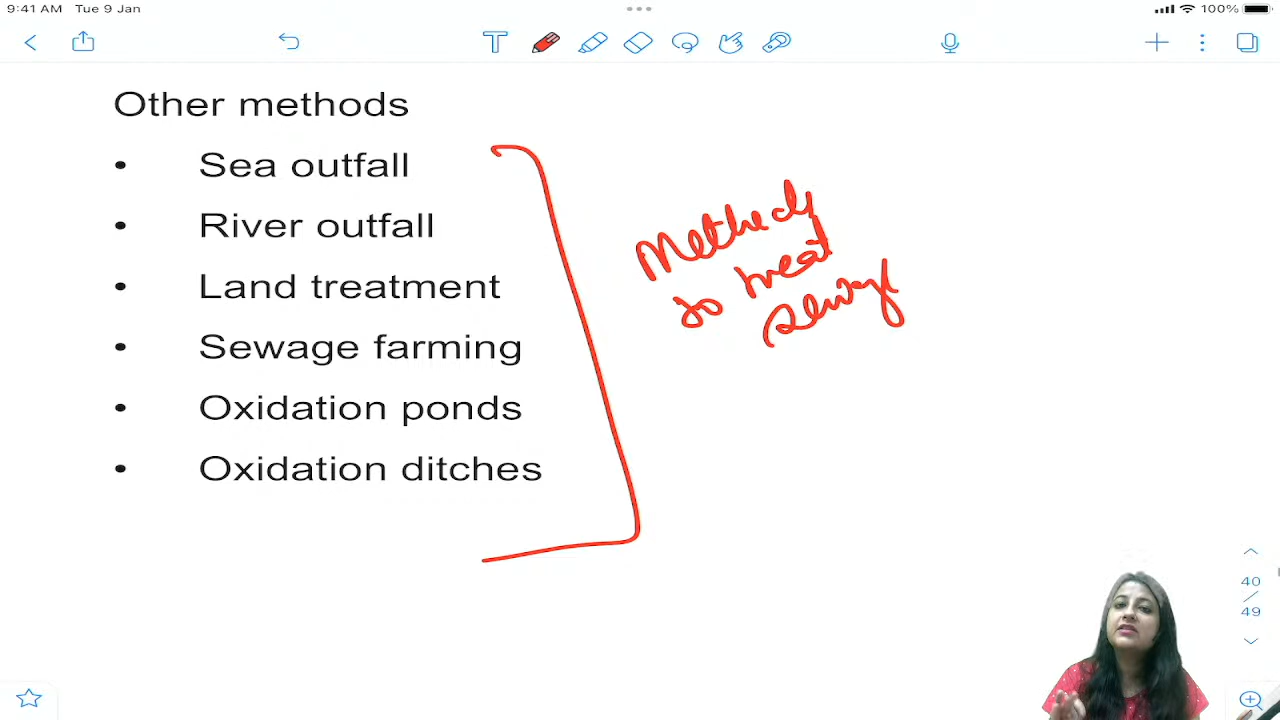 9:41 AM Tue 9 Jan
100%
T
Other methods
• Sea outfall
• River outfall
• Land treatment
• Sewage farming
• Oxidation ponds
• Oxidation ditches
Methods
to treat
sewage
40
49